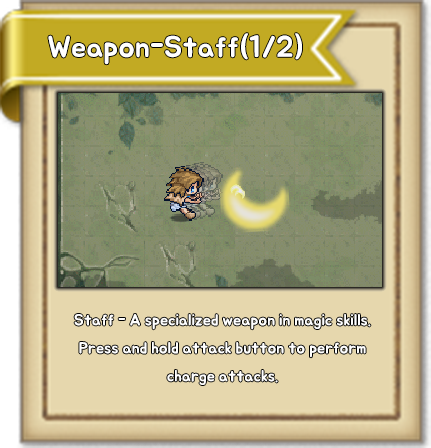 Weapon-Staff(1/2)
Staff - A specialized weapon in magic skills.
Press and hold attack button to perform
charge attacks.